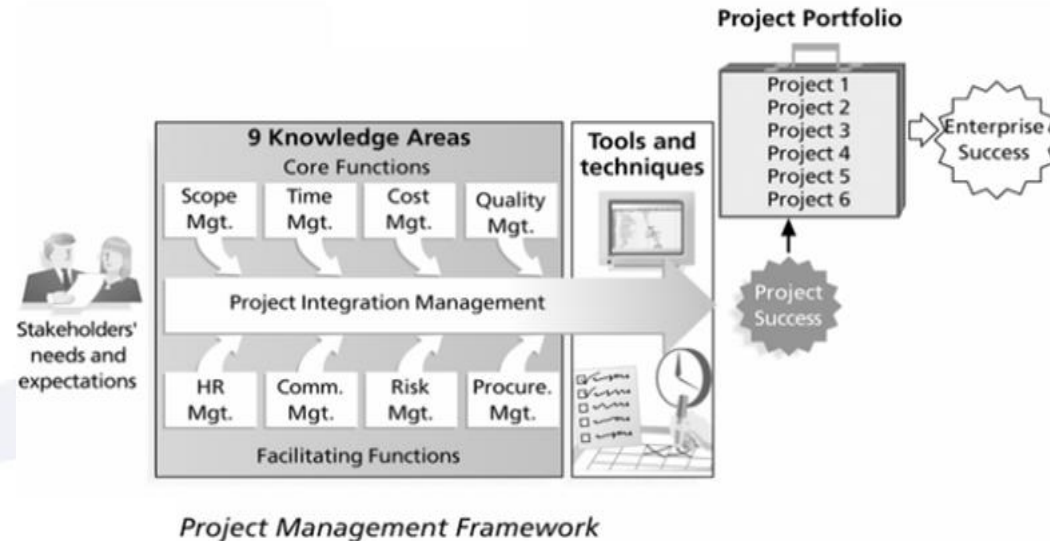 Project Portfolio
Project 1
Project 2
Project 3
Project 4
Project 5
Project 6
Enterprise
Success
9 Knowledge Areas
Core Functions
Scope
Mgt.
Time
Mgt.
Cost
Mgt.
Quality
Mgt.
Tools and
techniques
Project Integration Management
Project
Success
Stakeholders'
needs and
expectations
HR
Mgt.
Comm.
Mgt.
Risk
Mgt.
Procure.
Mgt.
Facilitating Functions
Project Management Framework